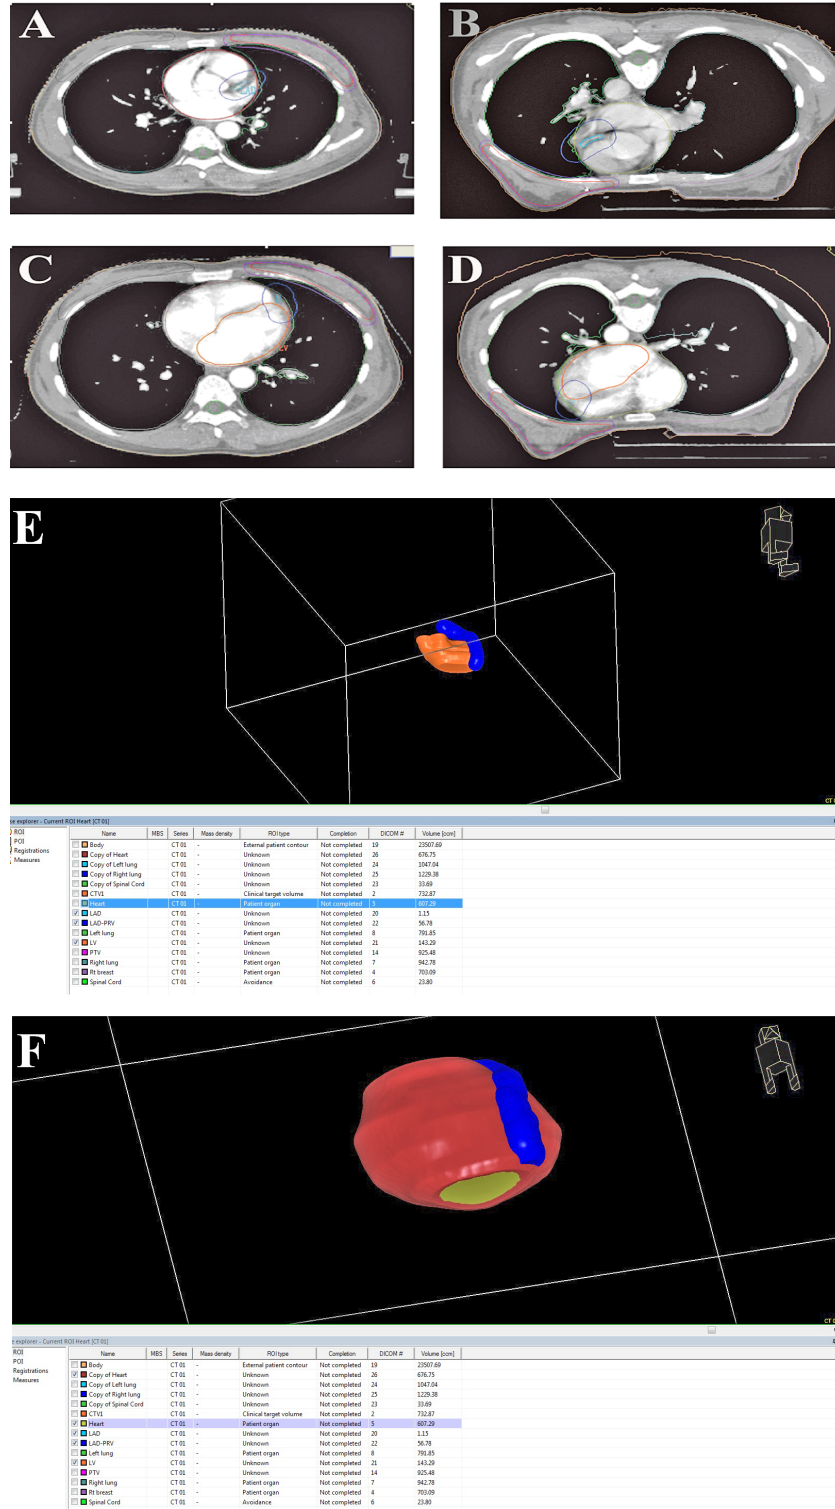 A
B
LAD
C
D
LV
E
CT 01
se explorer - Current ROI Heart [CT 01]
ROI
POI
Registrations
Measures
Name MBS Series Mass density ROI type Completion DICOM # Volume [ccm]
Body CT 01 - External patient contour Not completed 19 23507.69
Copy of Heart CT 01 - Unknown Not completed 26 676.75
Copy of Left lung CT 01 - Unknown Not completed 24 1047.04
Copy of Right lung CT 01 - Unknown Not completed 25 1229.38
Copy of Spinal Cord CT 01 - Unknown Not completed 23 33.69
CTV1 CT 01 - Clinical target volume Not completed 2 732.87
Heart CT 01 - Patient organ Not completed 5 607.29
LAD CT 01 - Unknown Not completed 20 1.15
LAD-PRV CT 01 - Unknown Not completed 22 56.78
Left lung CT 01 - Patient organ Not completed 8 791.85
LV CT 01 - Unknown Not completed 21 143.29
PTV CT 01 - Unknown Not completed 14 925.48
Right lung CT 01 - Patient organ Not completed 7 942.78
Rt breast CT 01 - Patient organ Not completed 4 703.09
Spinal Cord CT 01 - Avoidance Not completed 6 23.80
F
se explorer - Current ROI Heart [CT 01]
ROI
POI
Registrations
Measures
Name MBS Series Mass density ROI type Completion DICOM # Volume [ccm]
Body CT 01 - External patient contour Not completed 19 23507.69
Copy of Heart CT 01 - Unknown Not completed 26 676.75
Copy of Left lung CT 01 - Unknown Not completed 24 1047.04
Copy of Right lung CT 01 - Unknown Not completed 25 1229.38
Copy of Spinal Cord CT 01 - Unknown Not completed 23 33.69
CTV1 CT 01 - Clinical target volume Not completed 2 732.87
Heart CT 01 - Patient organ Not completed 5 607.29
LAD CT 01 - Unknown Not completed 20 1.15
LAD-PRV CT 01 - Unknown Not completed 22 56.78
Left lung CT 01 - Patient organ Not completed 8 791.85
LV CT 01 - Unknown Not completed 21 143.29
PTV CT 01 - Unknown Not completed 14 925.48
Right lung CT 01 - Patient organ Not completed 7 942.78
Rt breast CT 01 - Patient organ Not completed 4 703.09
Spinal Cord CT 01 - Avoidance Not completed 6 23.80